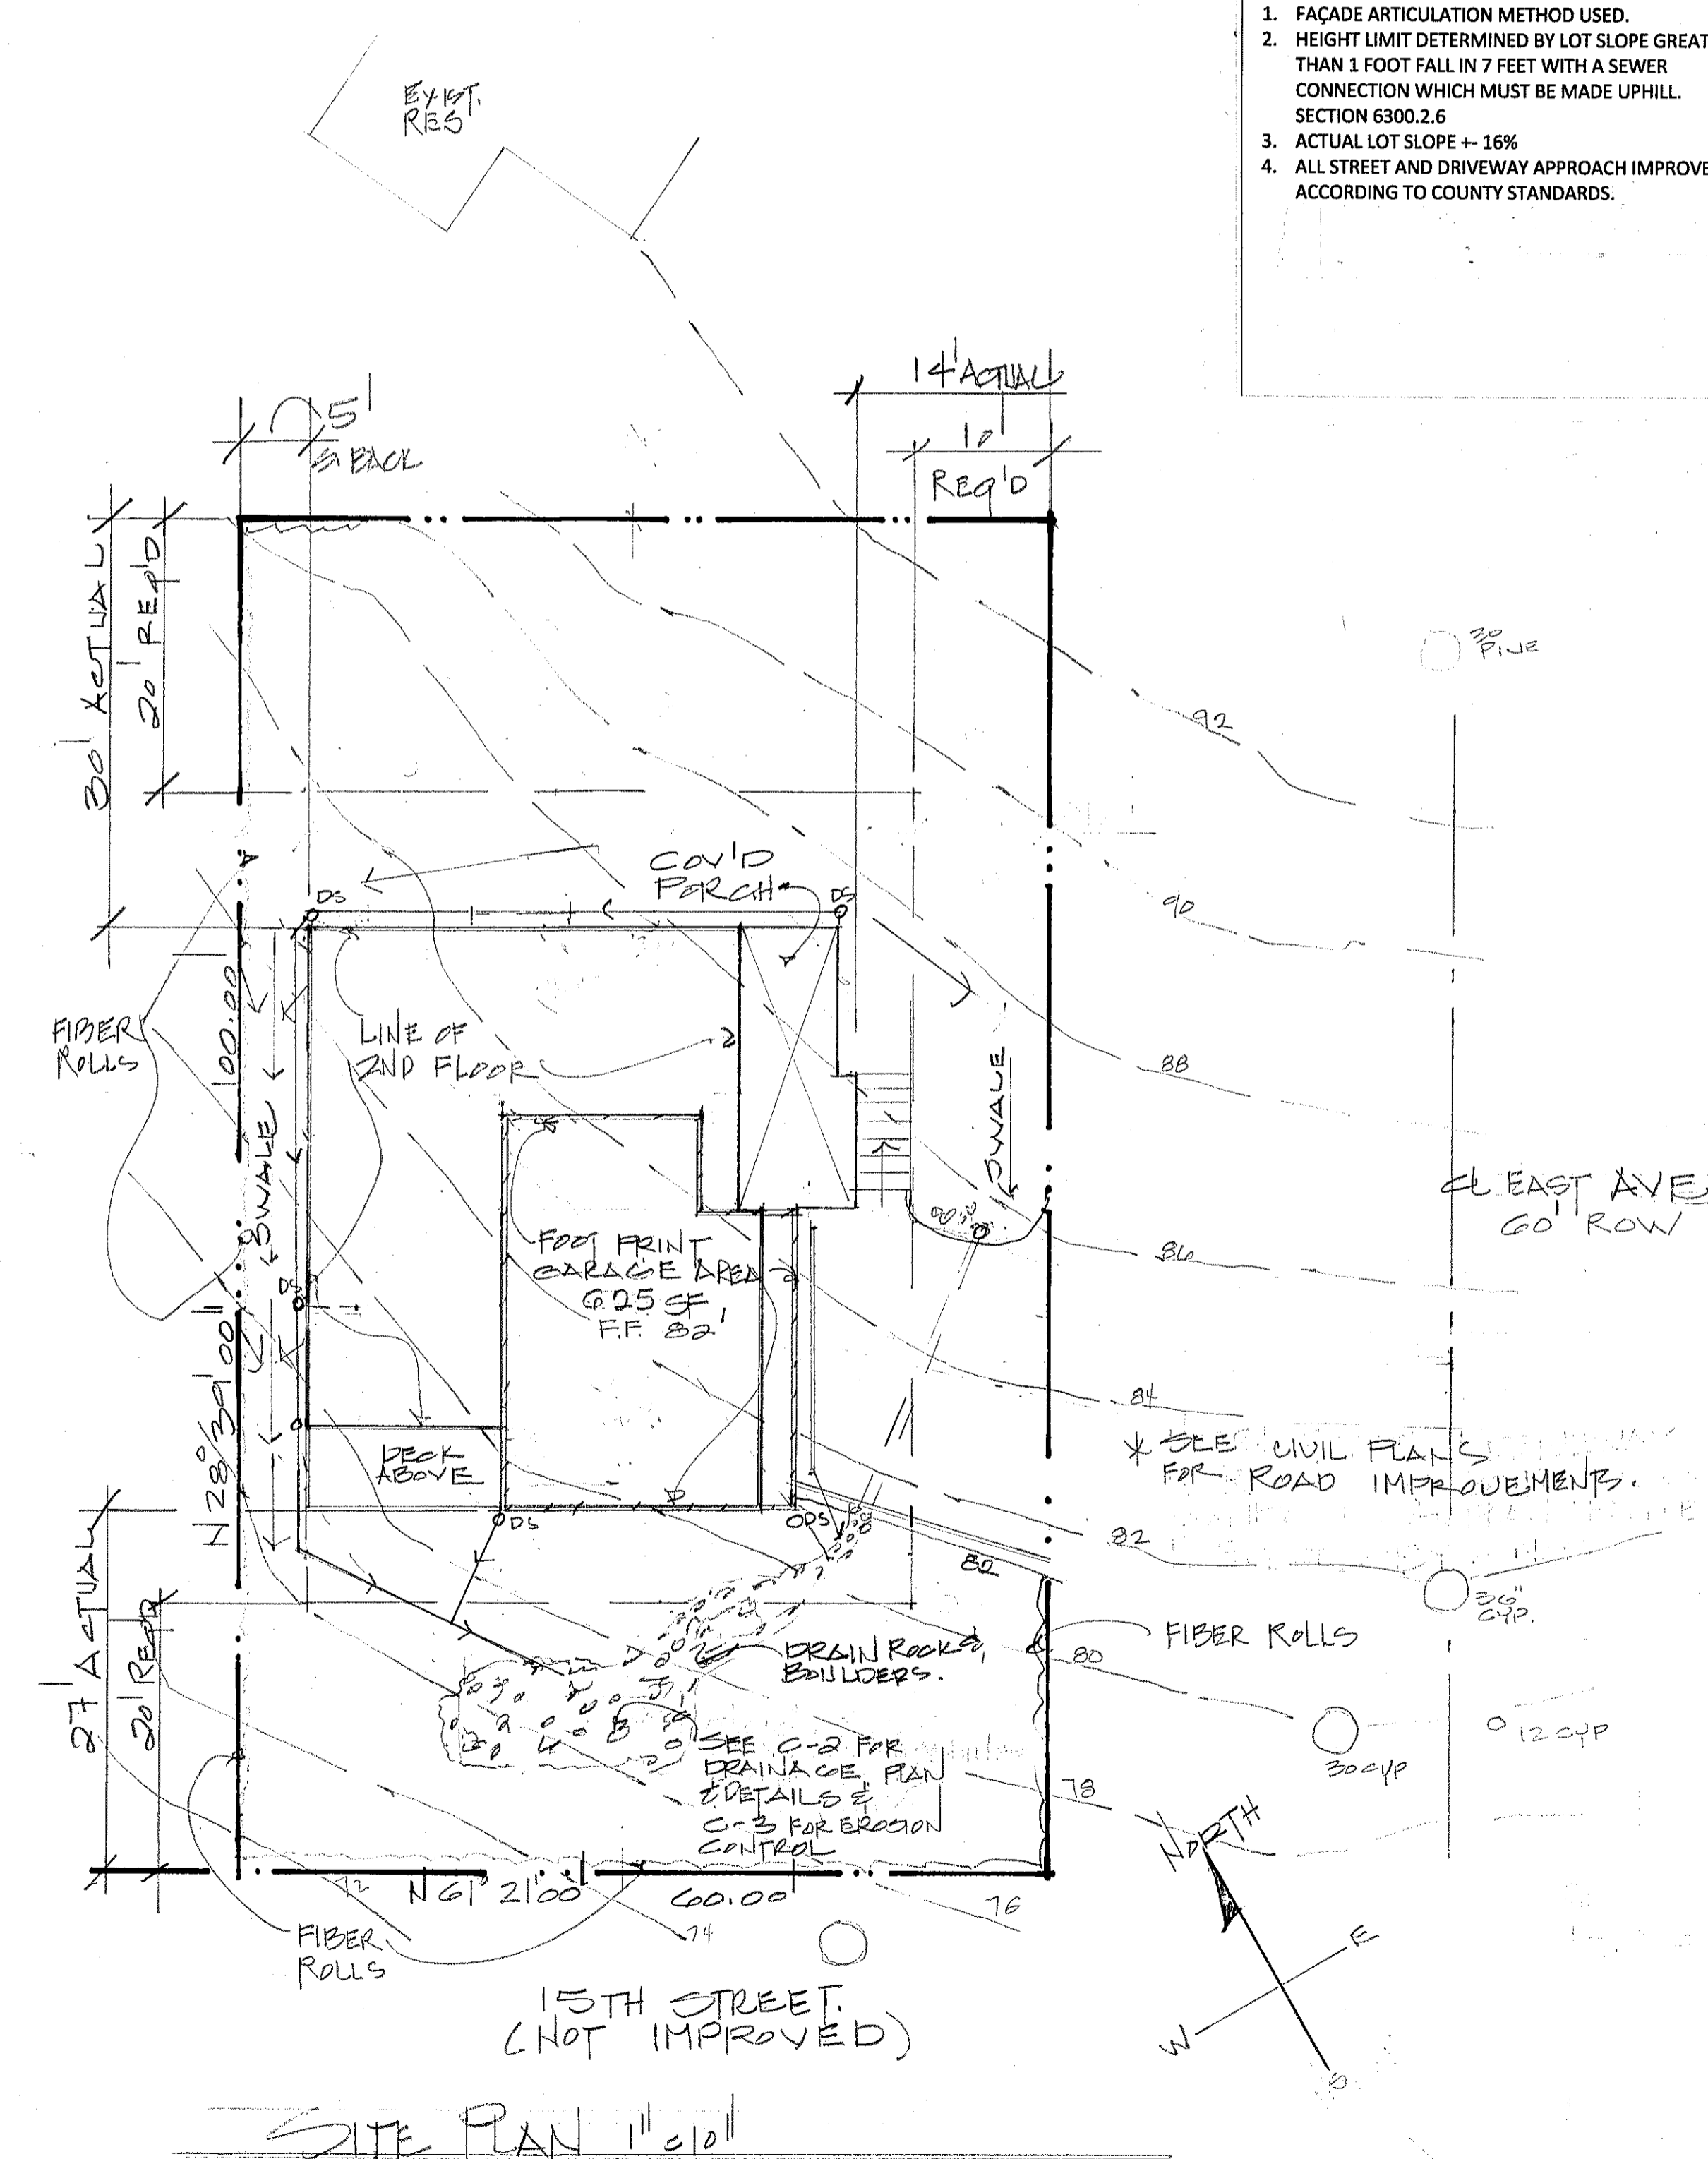 1. FAÇADE ARTICULATION METHOD USED.
2. HEIGHT LIMIT DETERMINED BY LOT SLOPE GREAT
THAN 1 FOOT FALL IN 7 FEET WITH A SEWER
CONNECTION WHICH MUST BE MADE UPHILL.
SECTION 6300.2.6
3. ACTUAL LOT SLOPE +- 16%
4. ALL STREET AND DRIVEWAY APPROACH IMPROVE
ACCORDING TO COUNTY STANDARDS.
EXIST.
RES
14' ACTUAL
5'
BACK
10'
REQ'D
30' ACTUAL
20' REQ'D
30
PINE
92
COV'D
PORCH
DS
DS
90
FIBER
ROLLS
100.00
LINE OF
2ND FLOOR
SWALE
SWALE
88
CL EAST AVE
60' ROW
86
FOOT PRINT
GARAGE AREA
625 SF
F.F. 82'
DS
N 28° 39' 00"
84
* SEE CIVIL PLANS
FOR ROAD IMPROVEMENTS.
DECK
ABOVE
DS
DS
82
82
36"
CYP.
27' ACTUAL
20' REQD
FIBER ROLLS
80
DRAIN ROCK &
BOULDERS.
SEE C-2 FOR
DRAINAGE PLAN
& DETAILS &
C-3 FOR EROSION
CONTROL
78
30 CYP
12 CYP
NORTH
72
N 61° 21' 00"
60.00'
76
74
FIBER
ROLLS
E
W
S
15TH STREET.
(NOT IMPROVED)
SITE PLAN 1"=10"